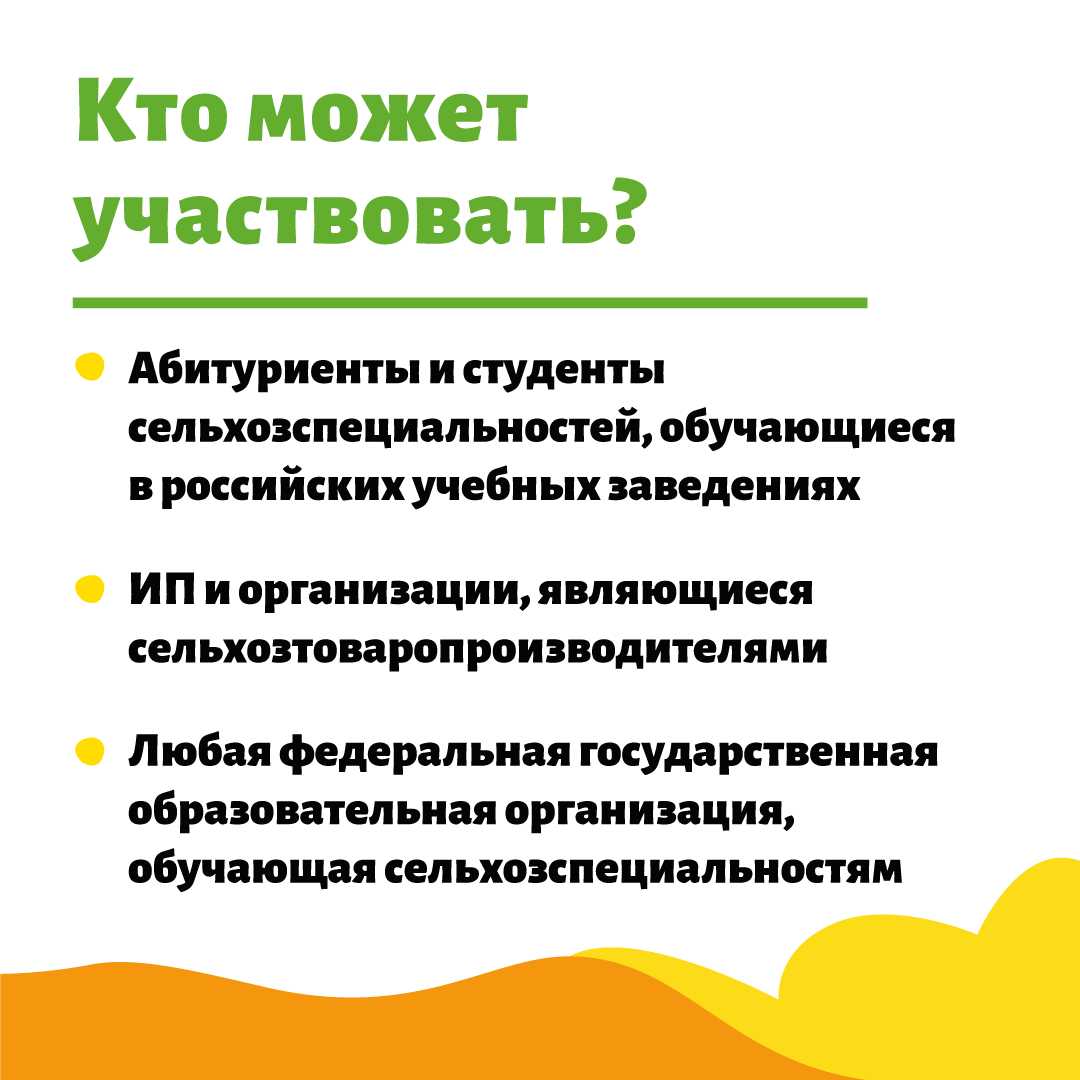 Кто может
участвовать?
Абитуриенты и студенты
сельхозспециальностей, обучающиеся
в российских учебных заведениях
ИП и организации, являющиеся
сельхозтоваропроизводителями
Любая федеральная государственная
образовательная организация,
обучающая сельхозспециальностям